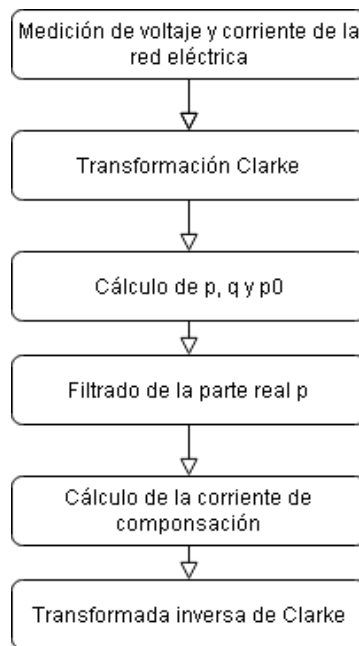 Medición de voltaje y corriente de la
red eléctrica
Transformación Clarke
Cálculo de p, q y p0
Filtrado de la parte real p
Cálculo de la corriente de
componsación
Transformada inversa de Clarke